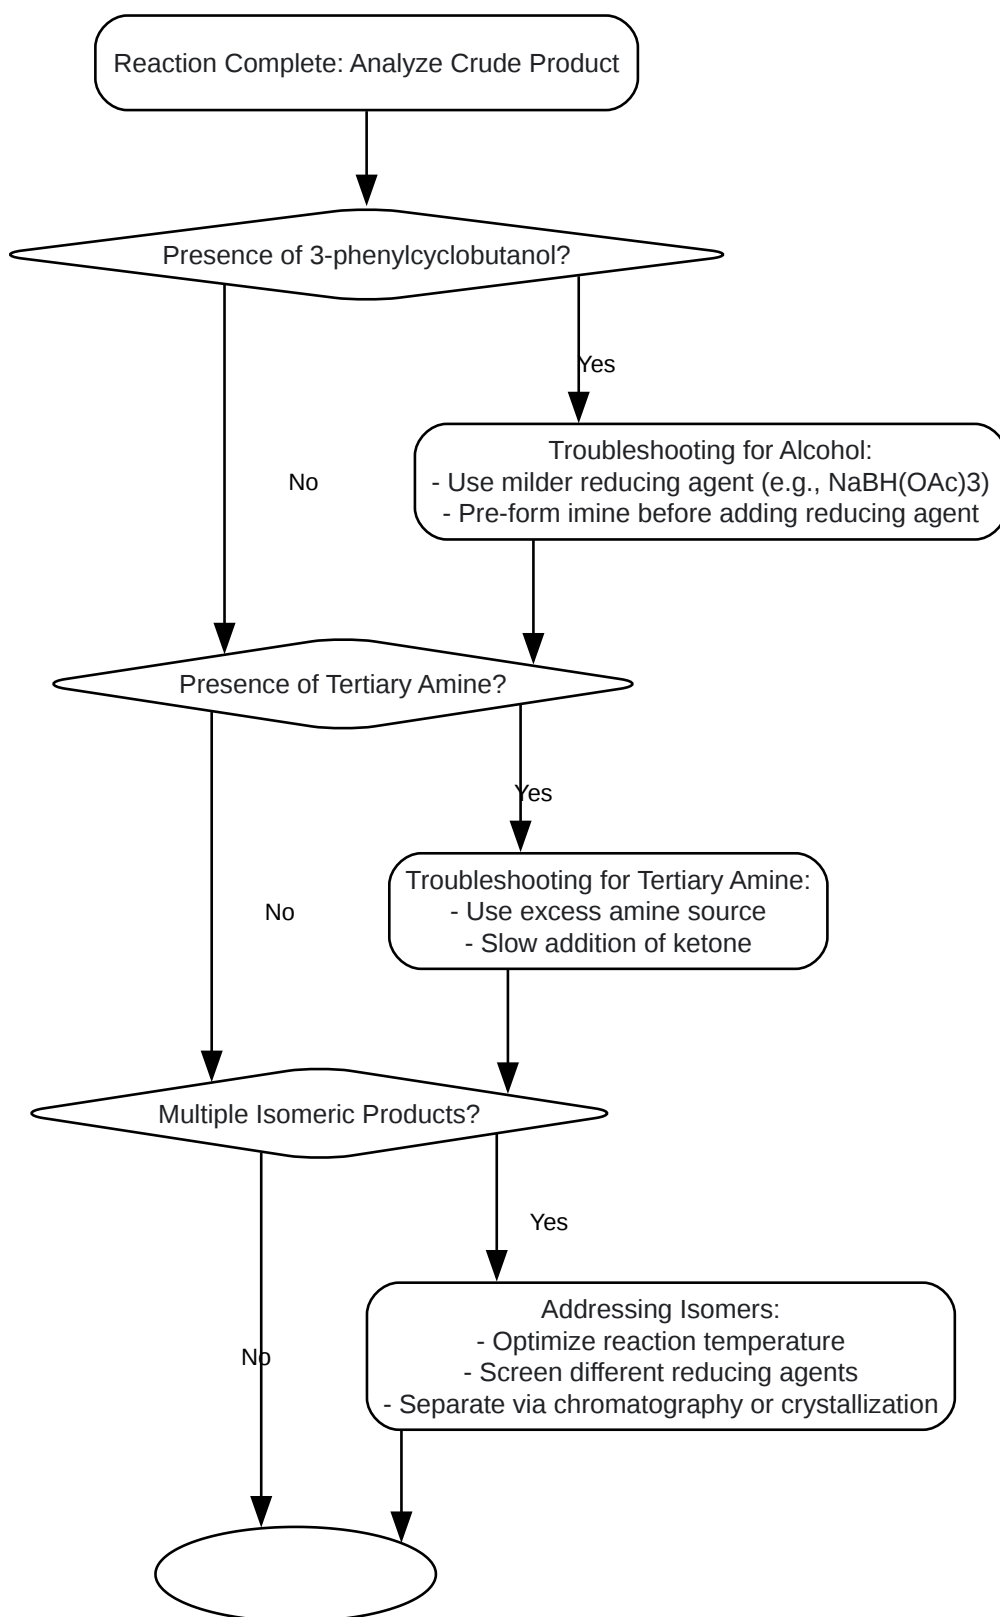 Reaction Complete: Analyze Crude Product
Presence of 3-phenylcyclobutanol?
Yes
Troubleshooting for Alcohol:
- Use milder reducing agent (e.g., NaBH(OAc)3)
- Pre-form imine before adding reducing agent
No
Presence of Tertiary Amine?
Yes
Troubleshooting for Tertiary Amine:
- Use excess amine source
- Slow addition of ketone
No
Multiple Isomeric Products?
Yes
Addressing Isomers:
- Optimize reaction temperature
- Screen different reducing agents
- Separate via chromatography or crystallization
No